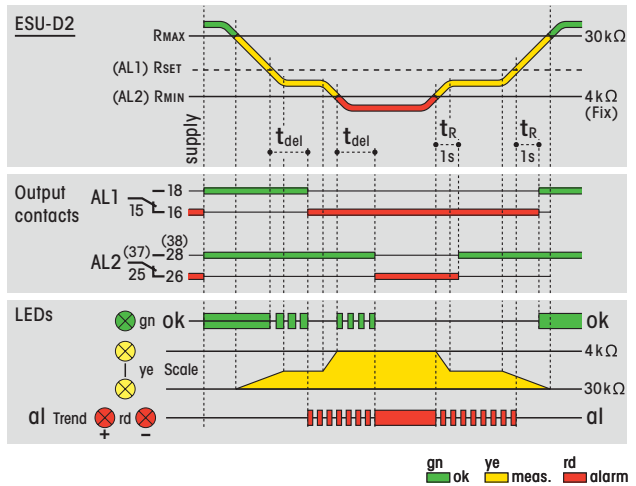 ESU-D2
RMAX
30kΩ
(AL1) RSET
(AL2) RMIN
4kΩ
(Fix)
supply
tdel
tdel
tR
1s
tR
1s
Output
contacts
AL1
18
15
16
AL2
(37)
(38)
28
25
26
LEDs
gn ok
ok
ye Scale
4kΩ
30kΩ
al Trend
+
rd
−
al
gn
ok
ye
meas.
rd
alarm